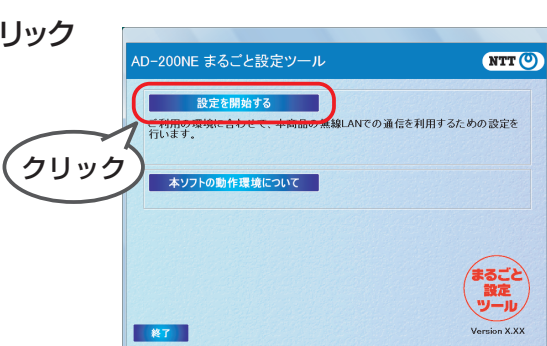 リック
AD-200NE まるごと設定ツール
NTT
設定を開始する
ご利用の環境に合わせて、本商品の無線LANでの通信を利用するための設定を
行います。
クリック
本ソフトの動作環境について
まるごと
設定
ツール
終了
Version X.XX